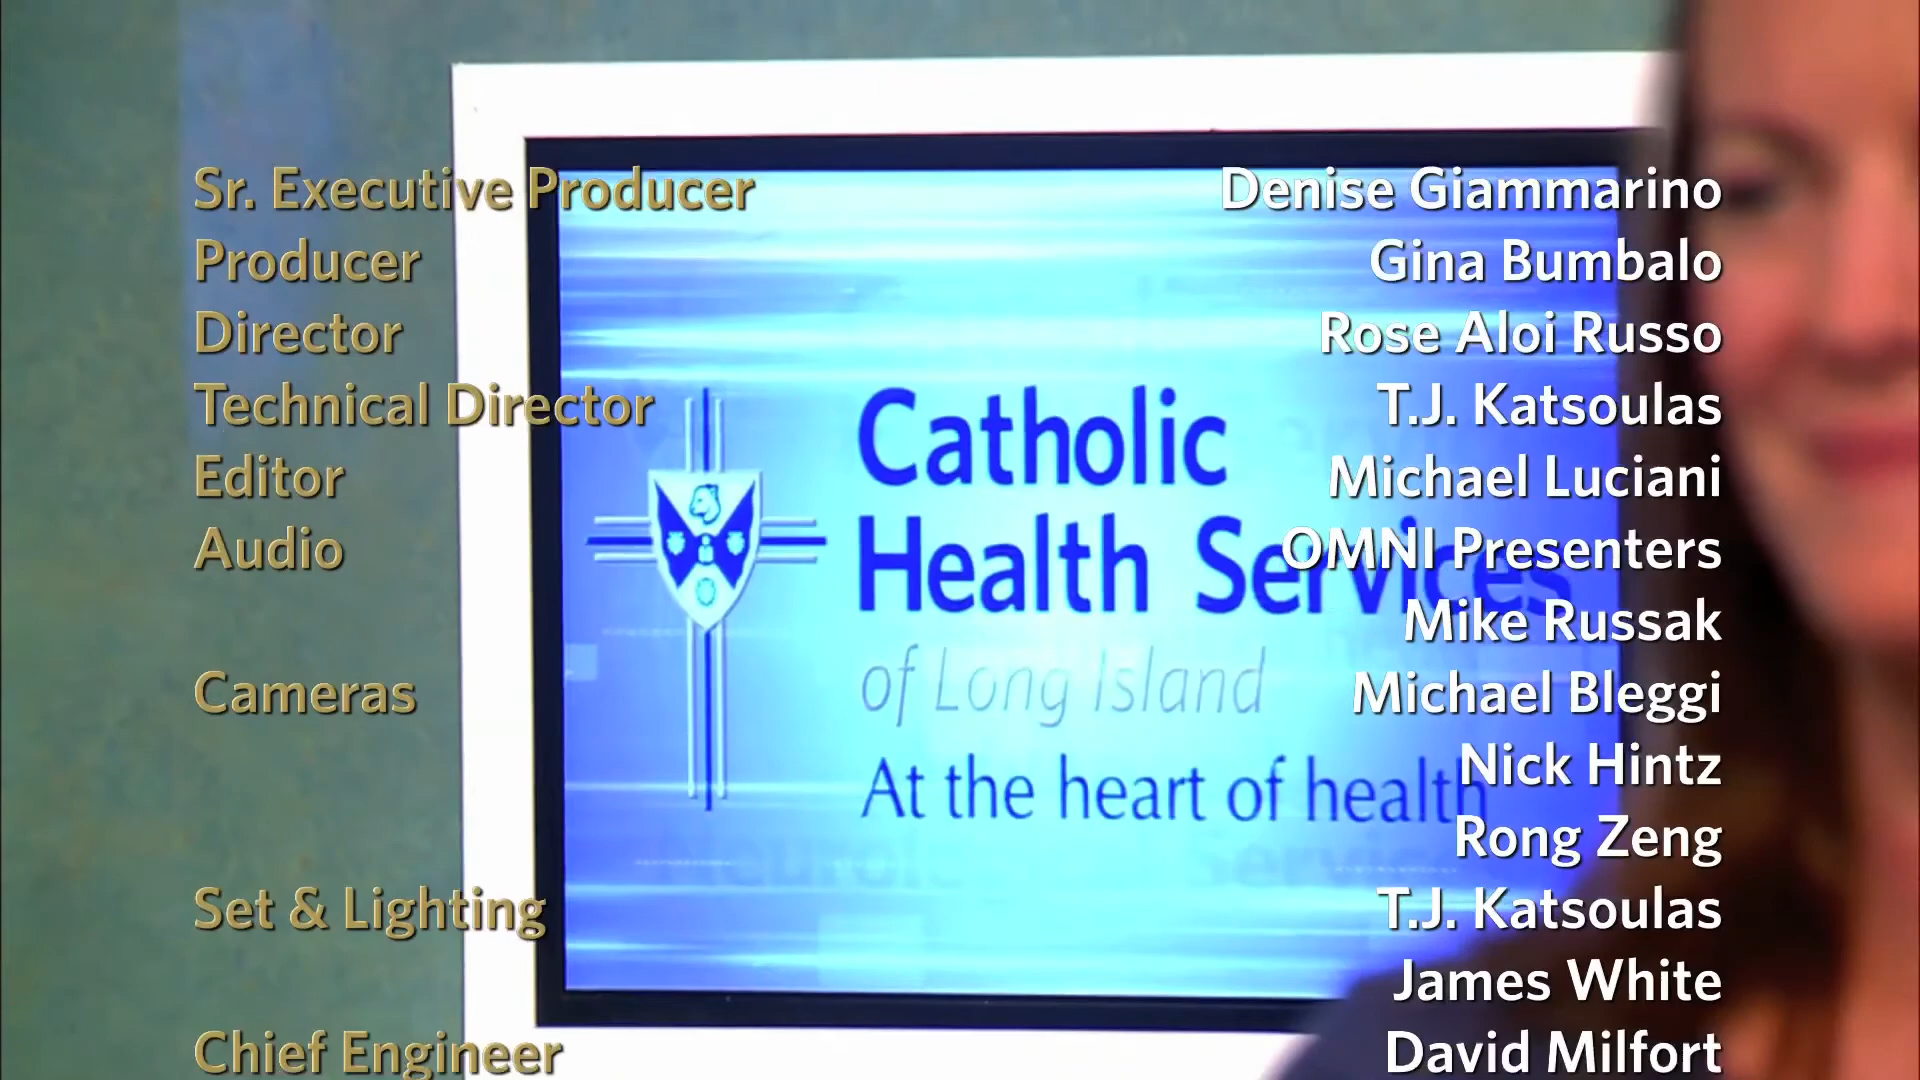 Sr. Executive Producer Denise Giammarino
Producer Gina Bumbalo
Director Rose Aloi Russo
Technical Director T.J. Katsoulas
Editor Michael Luciani
Audio OMNI Presenters
Mike Russak
Cameras Michael Bleggi
Nick Hintz
Rong Zeng
Set & Lighting T.J. Katsoulas
James White
Chief Engineer David Milfort
Catholic
Health Services
of Long Island
At the heart of health